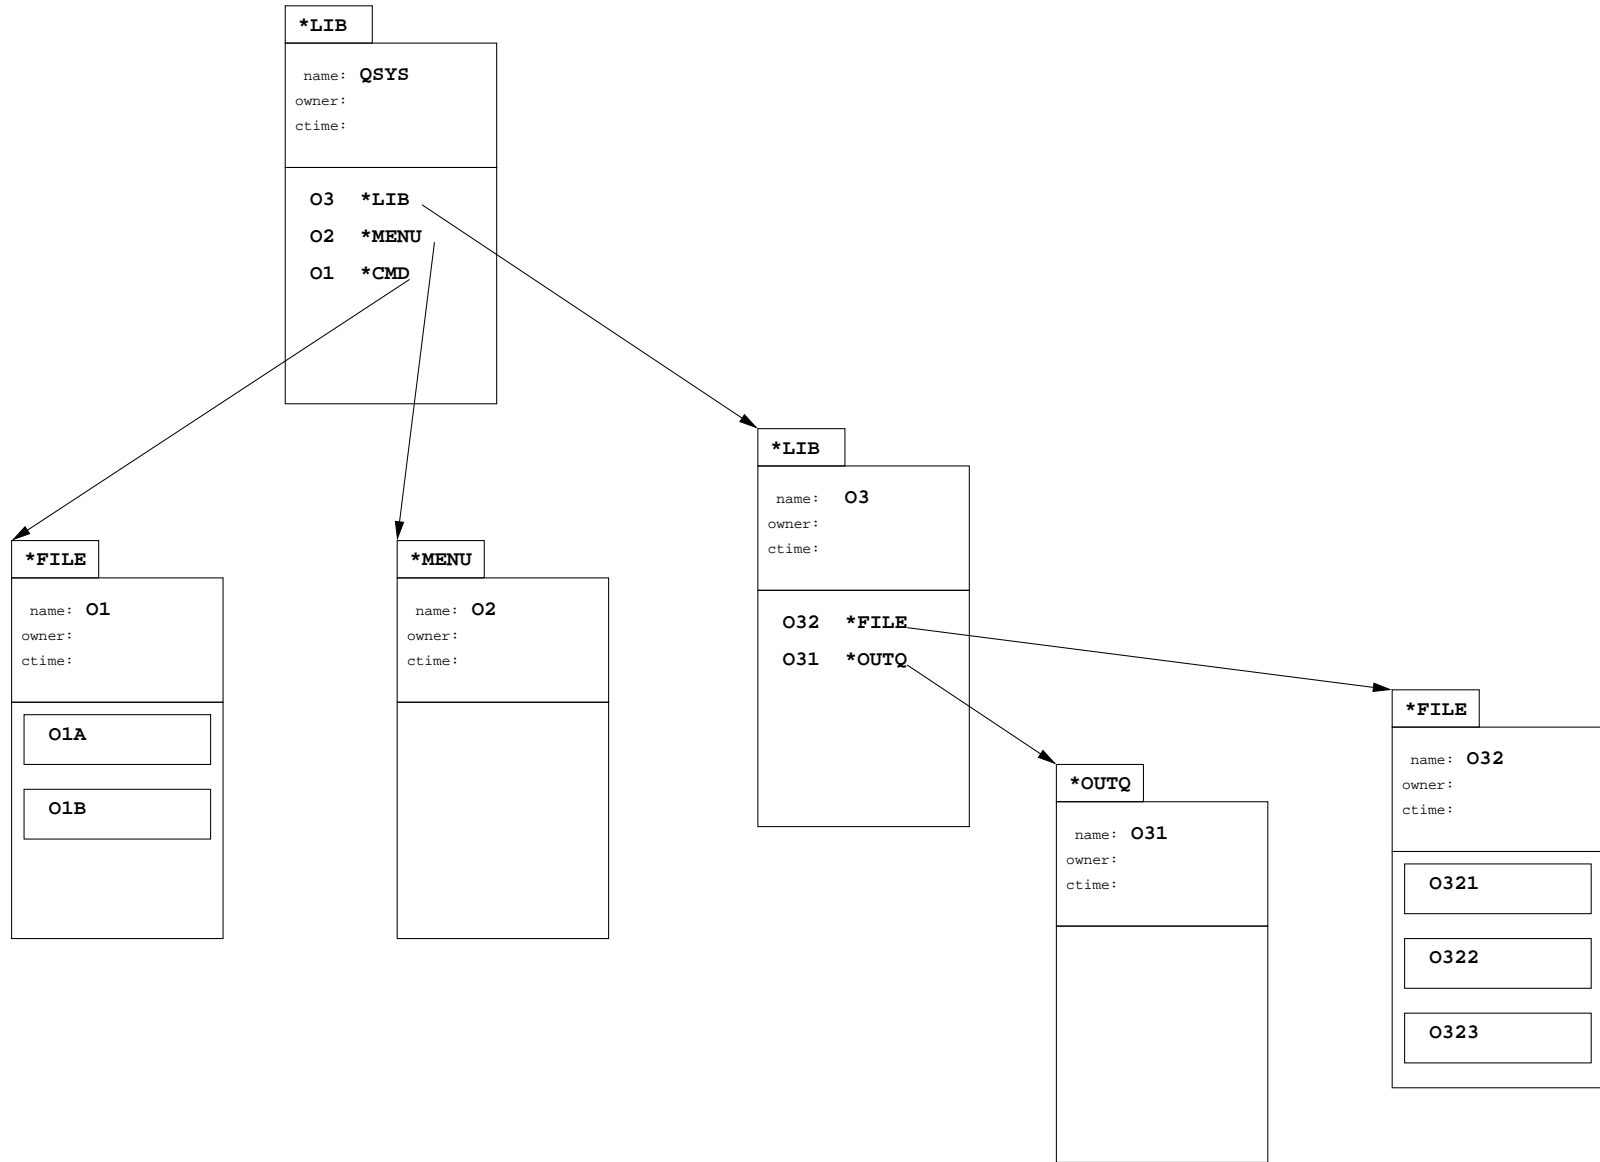 *LIB
name: QSYS
owner:
ctime:
O3 *LIB
O2 *MENU
O1 *CMD
*LIB
name: O3
owner:
ctime:
O32 *FILE
O31 *OUTQ
*FILE
name: O1
owner:
ctime:
O1A
O1B
*MENU
name: O2
owner:
ctime:
*OUTQ
name: O31
owner:
ctime:
*FILE
name: O32
owner:
ctime:
O321
O322
O323